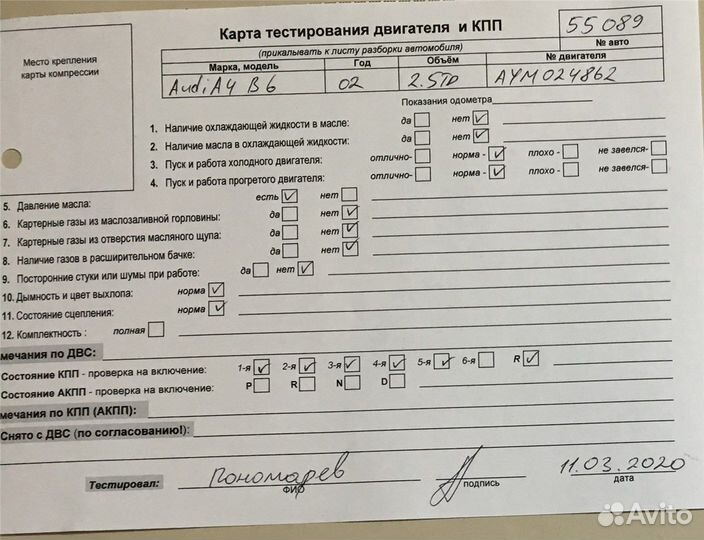 Место крепления
карты компрессии
Карта тестирования двигателя и КПП
55089
№ авто
(прикалывать к листу разборки автомобиля)
Марка, модель Год Объём № двигателя
Audi A4 B6 02 2.5TD AYM024862
Показания одометра
1. Наличие охлаждающей жидкости в масле: да нет ✓
2. Наличие масла в охлаждающей жидкости: да нет ✓
3. Пуск и работа холодного двигателя: отлично- норма - ✓ плохо - не завелся-
4. Пуск и работа прогретого двигателя: отлично- норма - ✓ плохо - не завелся-
5. Давление масла: есть ✓ нет
6. Картерные газы из маслозаливной горловины: да нет ✓
7. Картерные газы из отверстия масляного щупа: да нет ✓
8. Наличие газов в расширительном бачке: да нет ✓
9. Посторонние стуки или шумы при работе: да нет ✓
10. Дымность и цвет выхлопа: норма ✓
11. Состояние сцепления: норма ✓
12. Комплектность : полная
мечания по ДВС:
Состояние КПП - проверка на включение: 1-я ✓ 2-я ✓ 3-я ✓ 4-я ✓ 5-я ✓ 6-я R ✓
Состояние АКПП - проверка на включение: P R N D
мечания по КПП (АКПП):
Снято с ДВС (по согласованию!):
Тестировал: Пономарев 11.03.2020
ФИО подпись дата
Avito